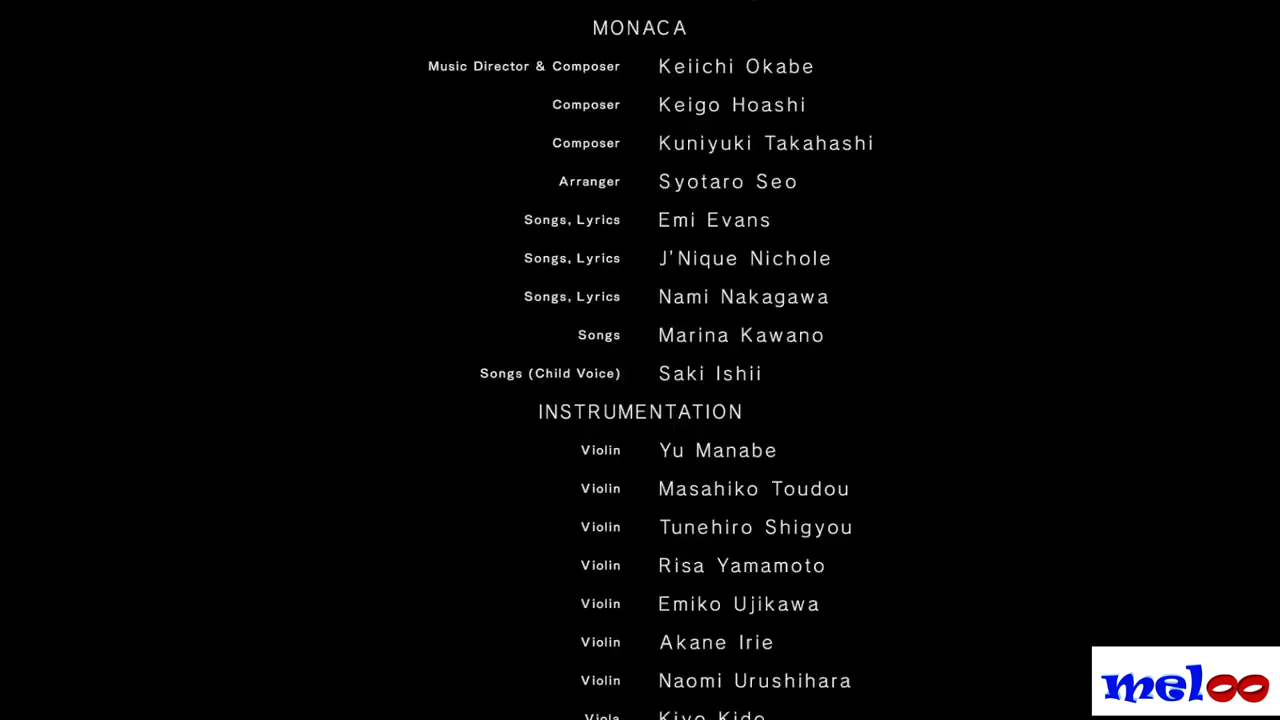 MONACA
Music Director & Composer Keiichi Okabe
Composer Keigo Hoashi
Composer Kuniyuki Takahashi
Arranger Syotaro Seo
Songs, Lyrics Emi Evans
Songs, Lyrics J'Nique Nichole
Songs, Lyrics Nami Nakagawa
Songs Marina Kawano
Songs (Child Voice) Saki Ishii
INSTRUMENTATION
Violin Yu Manabe
Violin Masahiko Toudou
Violin Tunehiro Shigyou
Violin Risa Yamamoto
Violin Emiko Ujikawa
Violin Akane Irie
Violin Naomi Urushihara
Viola Kiyo Kido
meloo